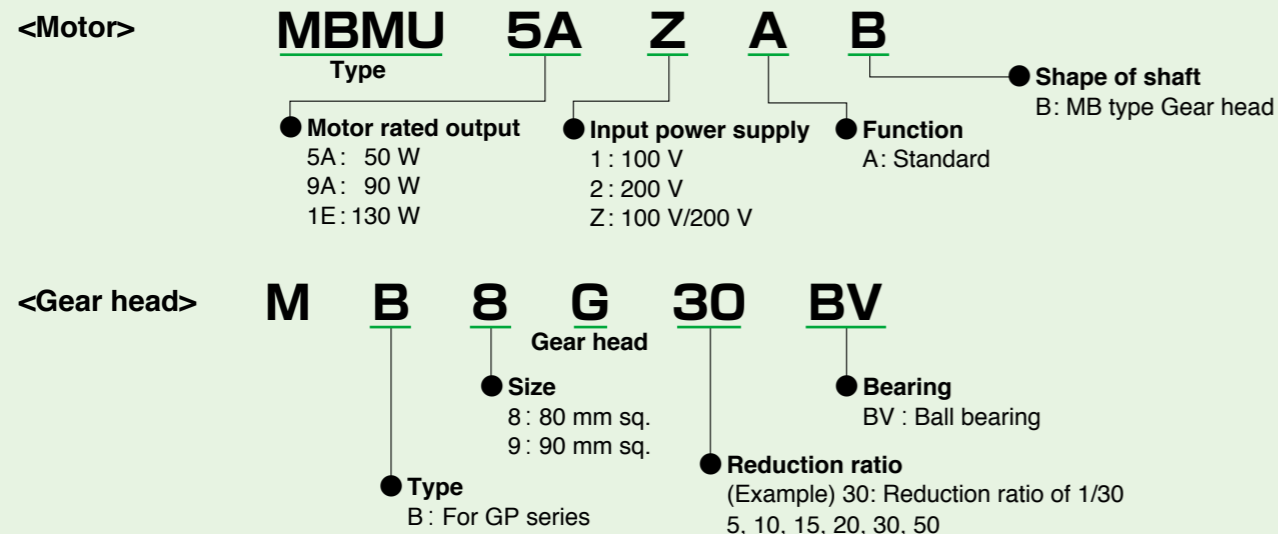 <Motor> MBMU 5A Z A B
Type
Shape of shaft
B: MB type Gear head
Motor rated output
5A: 50 W
9A: 90 W
1E: 130 W
Input power supply
1: 100 V
2: 200 V
Z: 100 V/200 V
Function
A: Standard
<Gear head> M B 8 G 30 BV
Gear head
Size
8: 80 mm sq.
9: 90 mm sq.
Bearing
BV : Ball bearing
Type
B: For GP series
Reduction ratio
(Example) 30: Reduction ratio of 1/30
5, 10, 15, 20, 30, 50